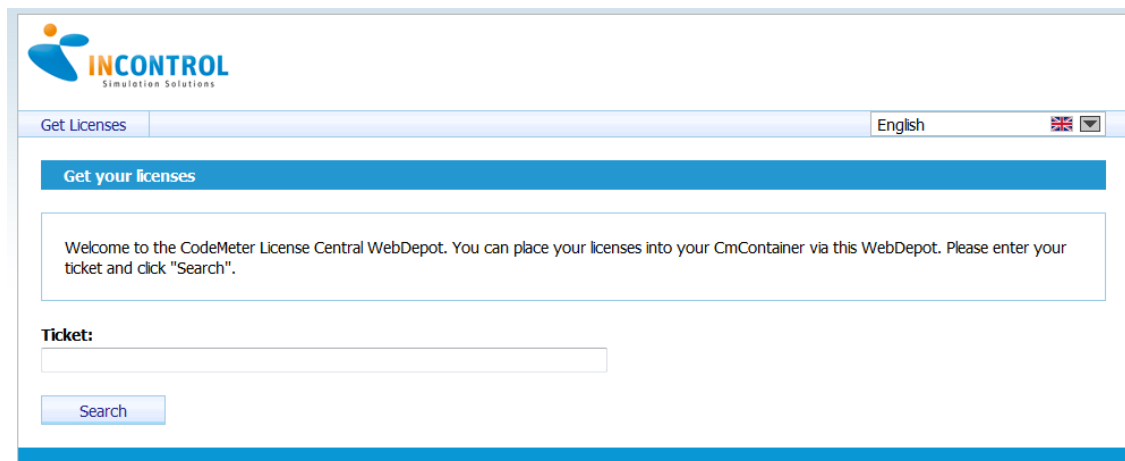 INCONTROL
Simulation Solutions
Get Licenses
English
Get your licenses
Welcome to the CodeMeter License Central WebDepot. You can place your licenses into your CmContainer via this WebDepot. Please enter your
ticket and click "Search".
Ticket:
Search